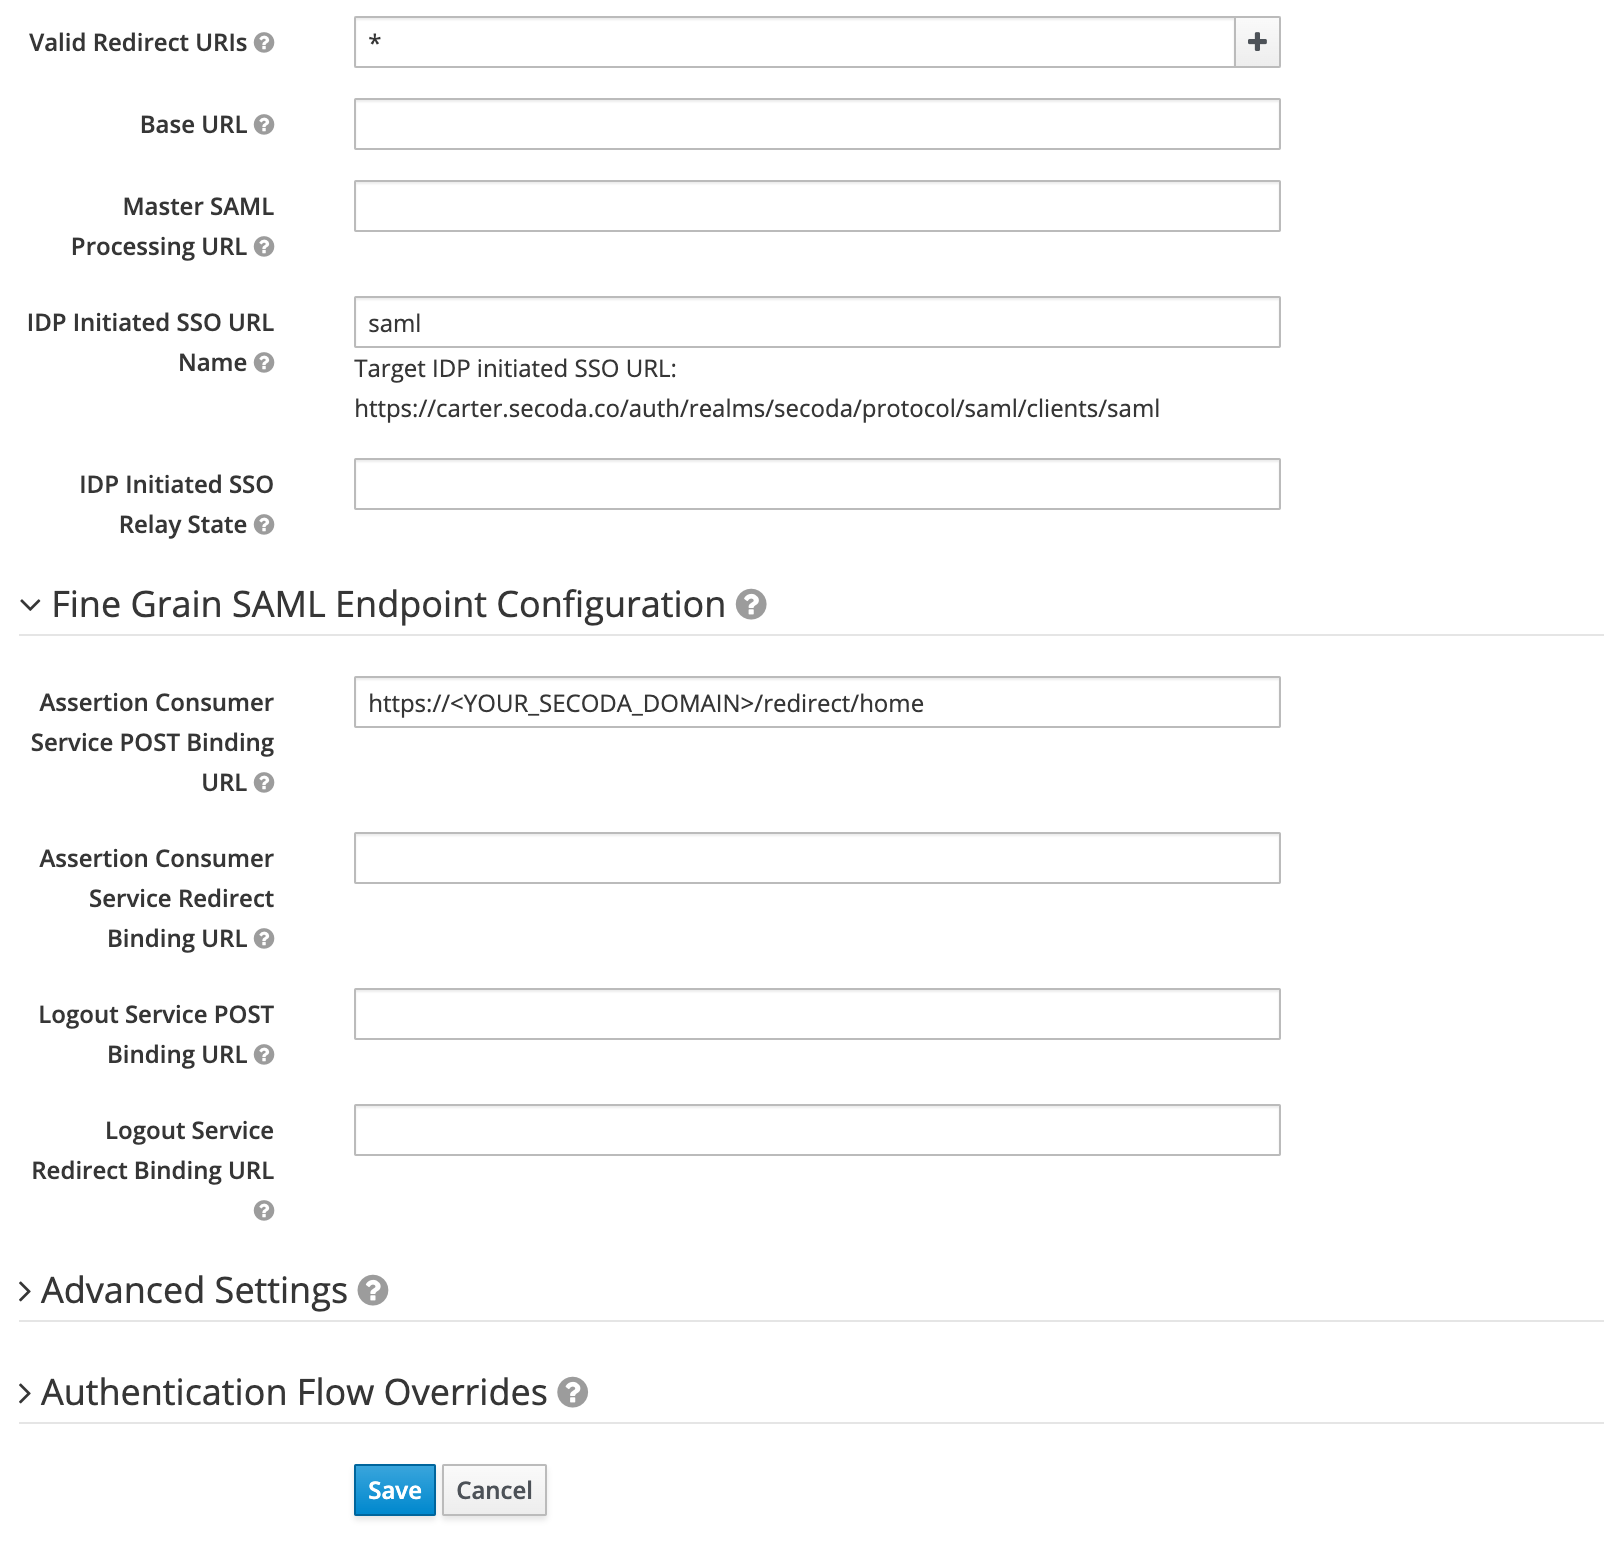 Valid Redirect URIs
*
Base URL
Master SAML
Processing URL
IDP Initiated SSO URL
Name
saml
Target IDP initiated SSO URL:
https://carter.secoda.co/auth/realms/secoda/protocol/saml/clients/saml
IDP Initiated SSO
Relay State
Fine Grain SAML Endpoint Configuration
Assertion Consumer
Service POST Binding
URL
https://<YOUR_SECODA_DOMAIN>/redirect/home
Assertion Consumer
Service Redirect
Binding URL
Logout Service POST
Binding URL
Logout Service
Redirect Binding URL
Advanced Settings
Authentication Flow Overrides
Save
Cancel